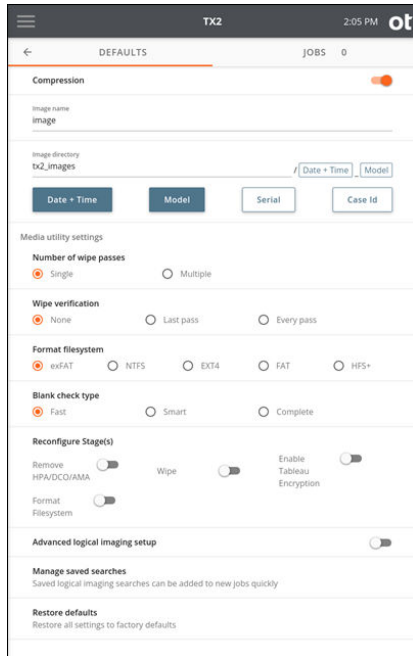 TX2 2:05 PM ot
DEFAULTS JOBS 0
Compression
Image name
image
Image directory
tx2_images / Date + Time _ Model
Date + Time Model Serial Case Id
Media utility settings
Number of wipe passes
Single Multiple
Wipe verification
None Last pass Every pass
Format filesystem
exFAT NTFS EXT4 FAT HFS+
Blank check type
Fast Smart Complete
Reconfigure Stage(s)
Remove
HPA/DCO/AMA
Wipe
Enable
Tableau
Encryption
Format
Filesystem
Advanced logical imaging setup
Manage saved searches
Saved logical imaging searches can be added to new jobs quickly
Restore defaults
Restore all settings to factory defaults